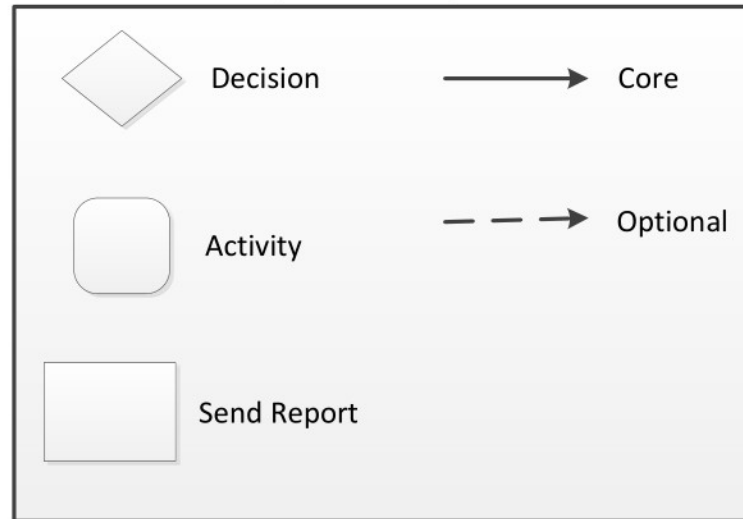 Decision
Core
Activity
Optional
Send Report